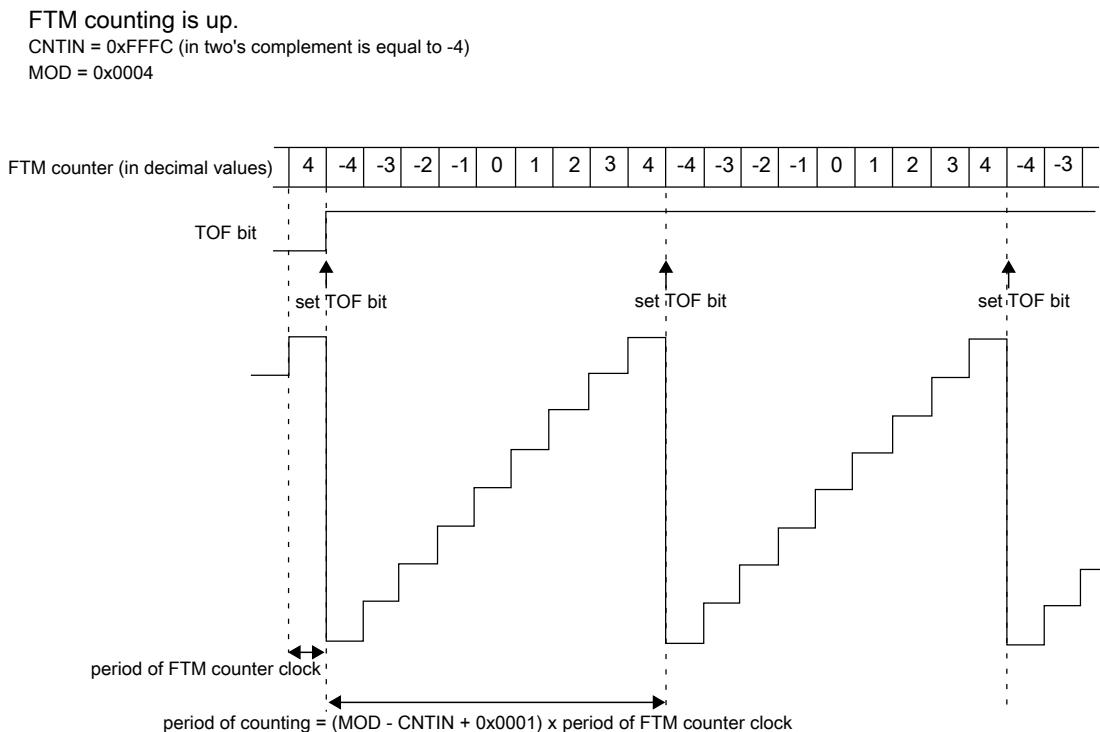 FTM counting is up.
CNTIN = 0xFFFC (in two's complement is equal to -4)
MOD = 0x0004
FTM counter (in decimal values) 4 -4 -3 -2 -1 0 1 2 3 4 -4 -3 -2 -1 0 1 2 3 4 -4 -3
TOF bit
set TOF bit set TOF bit set TOF bit
period of FTM counter clock
period of counting = (MOD - CNTIN + 0x0001) x period of FTM counter clock